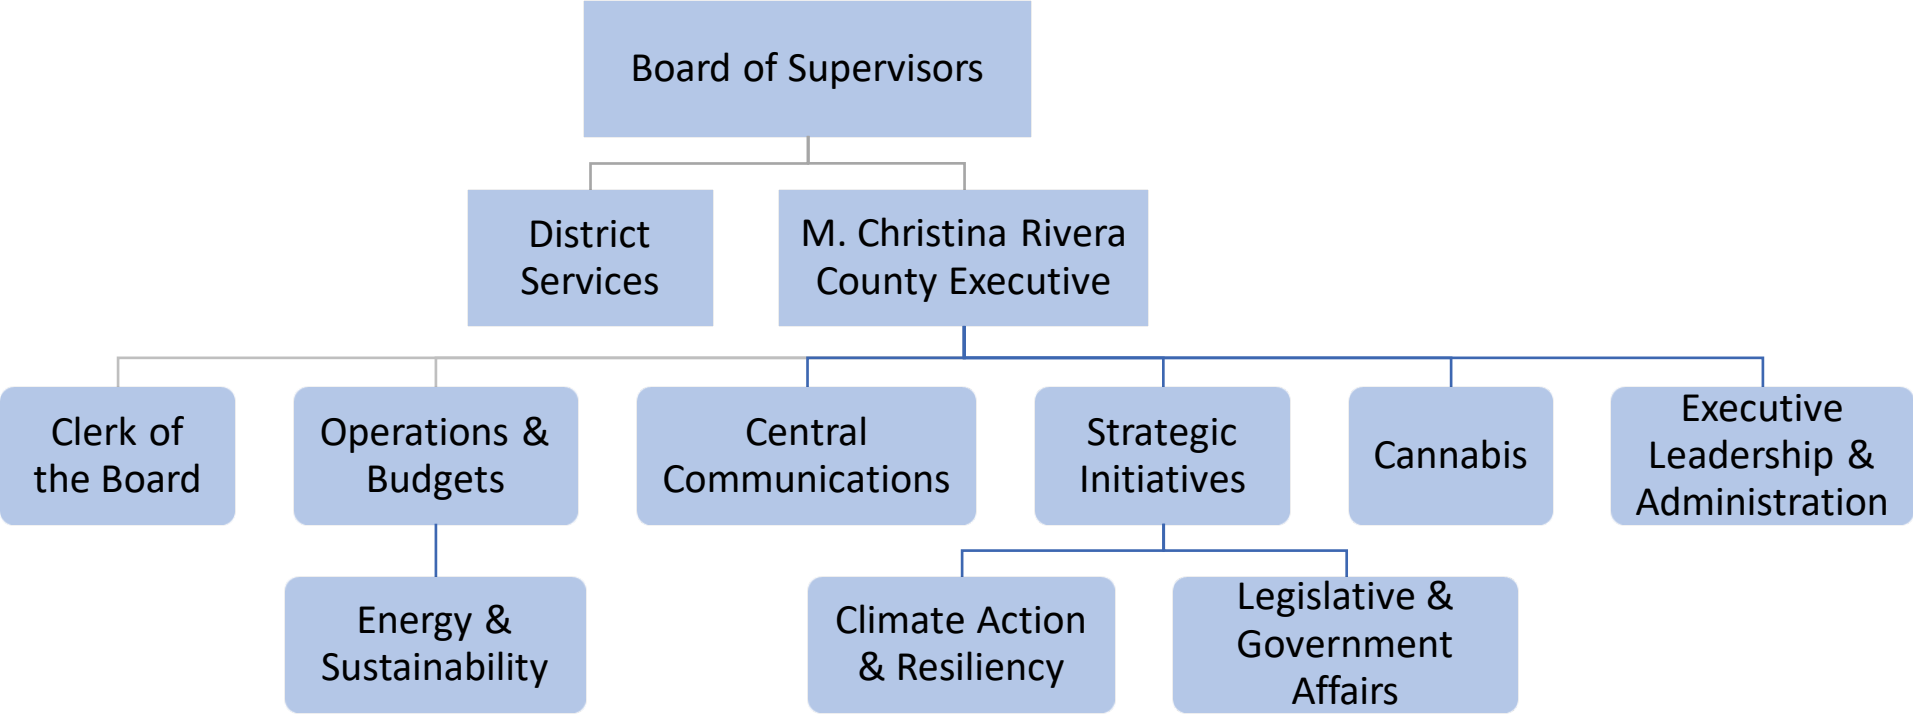 Board of Supervisors
District
Services
M. Christina Rivera
County Executive
Clerk of
the Board
Operations &
Budgets
Central
Communications
Strategic
Initiatives
Cannabis
Executive
Leadership &
Administration
Energy &
Sustainability
Climate Action
& Resiliency
Legislative &
Government
Affairs